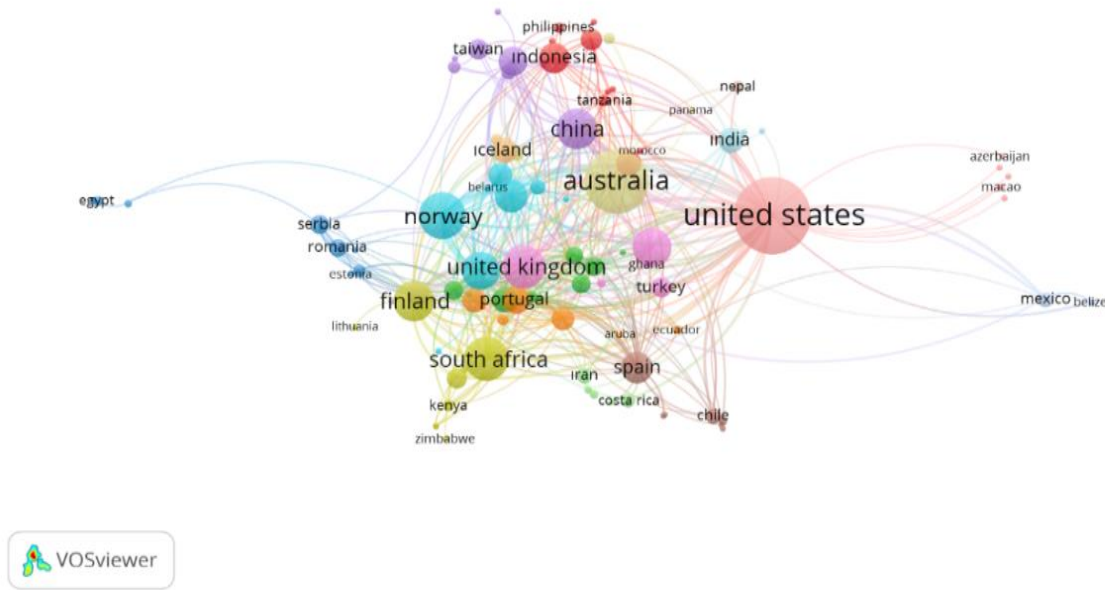 philippines
taiwan
indonesia
nepal
tanzania
panama
china
india
iceland
morocco
azerbaijan
belarus
australia
macao
egypt
norway
united states
serbia
romania
united kingdom
ghana
estonia
turkey
finland
portugal
mexico
belize
lithuania
aruba
ecuador
south africa
spain
iran
kenya
costa rica
chile
zimbabwe
VOSviewer